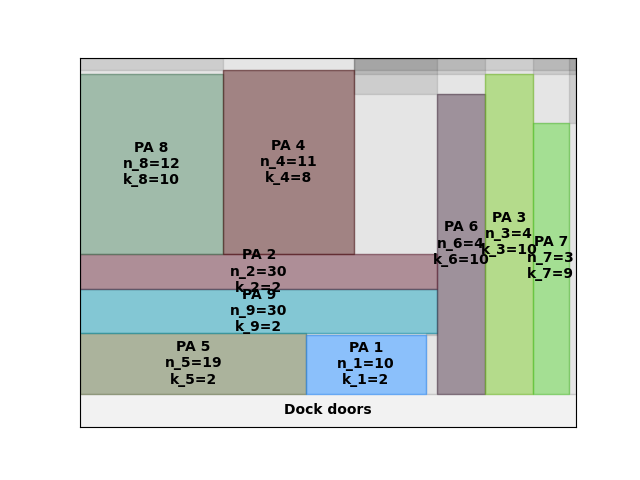 PA 8
n_8=12
k_8=10
PA 4
n_4=11
k_4=8
PA 2
n_2=30
k_2=2
PA 9
n_9=30
k_9=2
PA 5
n_5=19
k_5=2
PA 1
n_1=10
k_1=2
PA 6
n_6=4
k_6=10
PA 3
n_3=4
k_3=10
PA 7
n_7=3
k_7=9
Dock doors